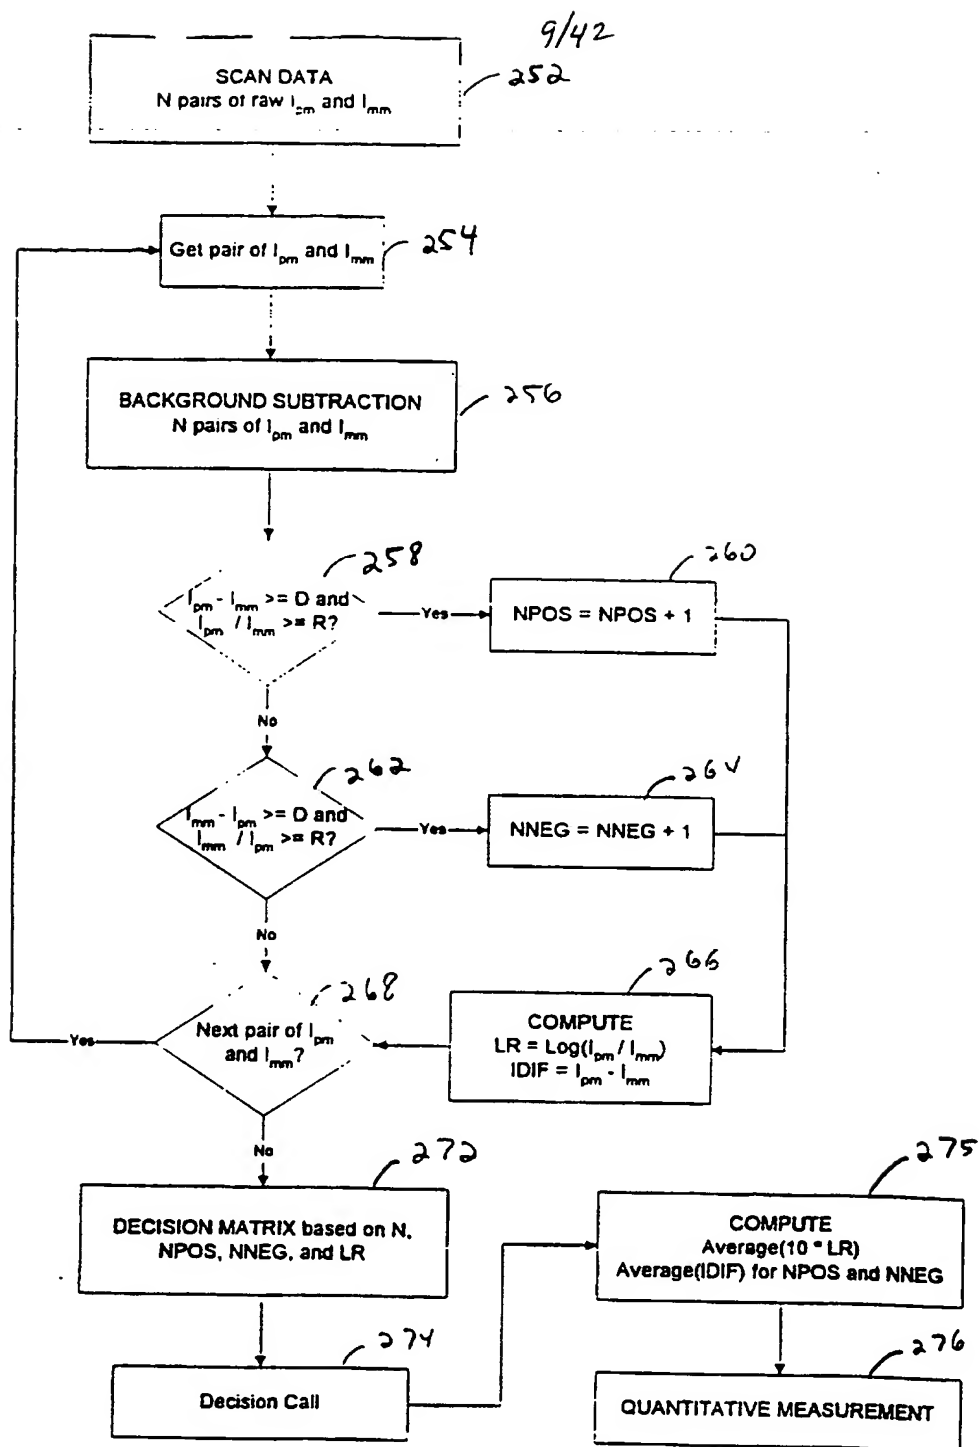 9/42
SCAN DATA
N pairs of raw I_pm and I_mm
252
Get pair of I_pm and I_mm
254
BACKGROUND SUBTRACTION
N pairs of I_pm and I_mm
256
I_pm - I_mm >= D and
I_pm / I_mm >= R?
258
Yes
NPOS = NPOS + 1
260
No
I_mm - I_pm >= D and
I_mm / I_pm >= R?
262
Yes
NNEG = NNEG + 1
264
No
Next pair of I_pm
and I_mm?
268
Yes
COMPUTE
LR = Log(I_pm / I_mm)
IDIF = I_pm - I_mm
266
No
DECISION MATRIX based on N,
NPOS, NNEG, and LR
272
Decision Call
274
COMPUTE
Average(10 * LR)
Average(IDIF) for NPOS and NNEG
275
QUANTITATIVE MEASUREMENT
276